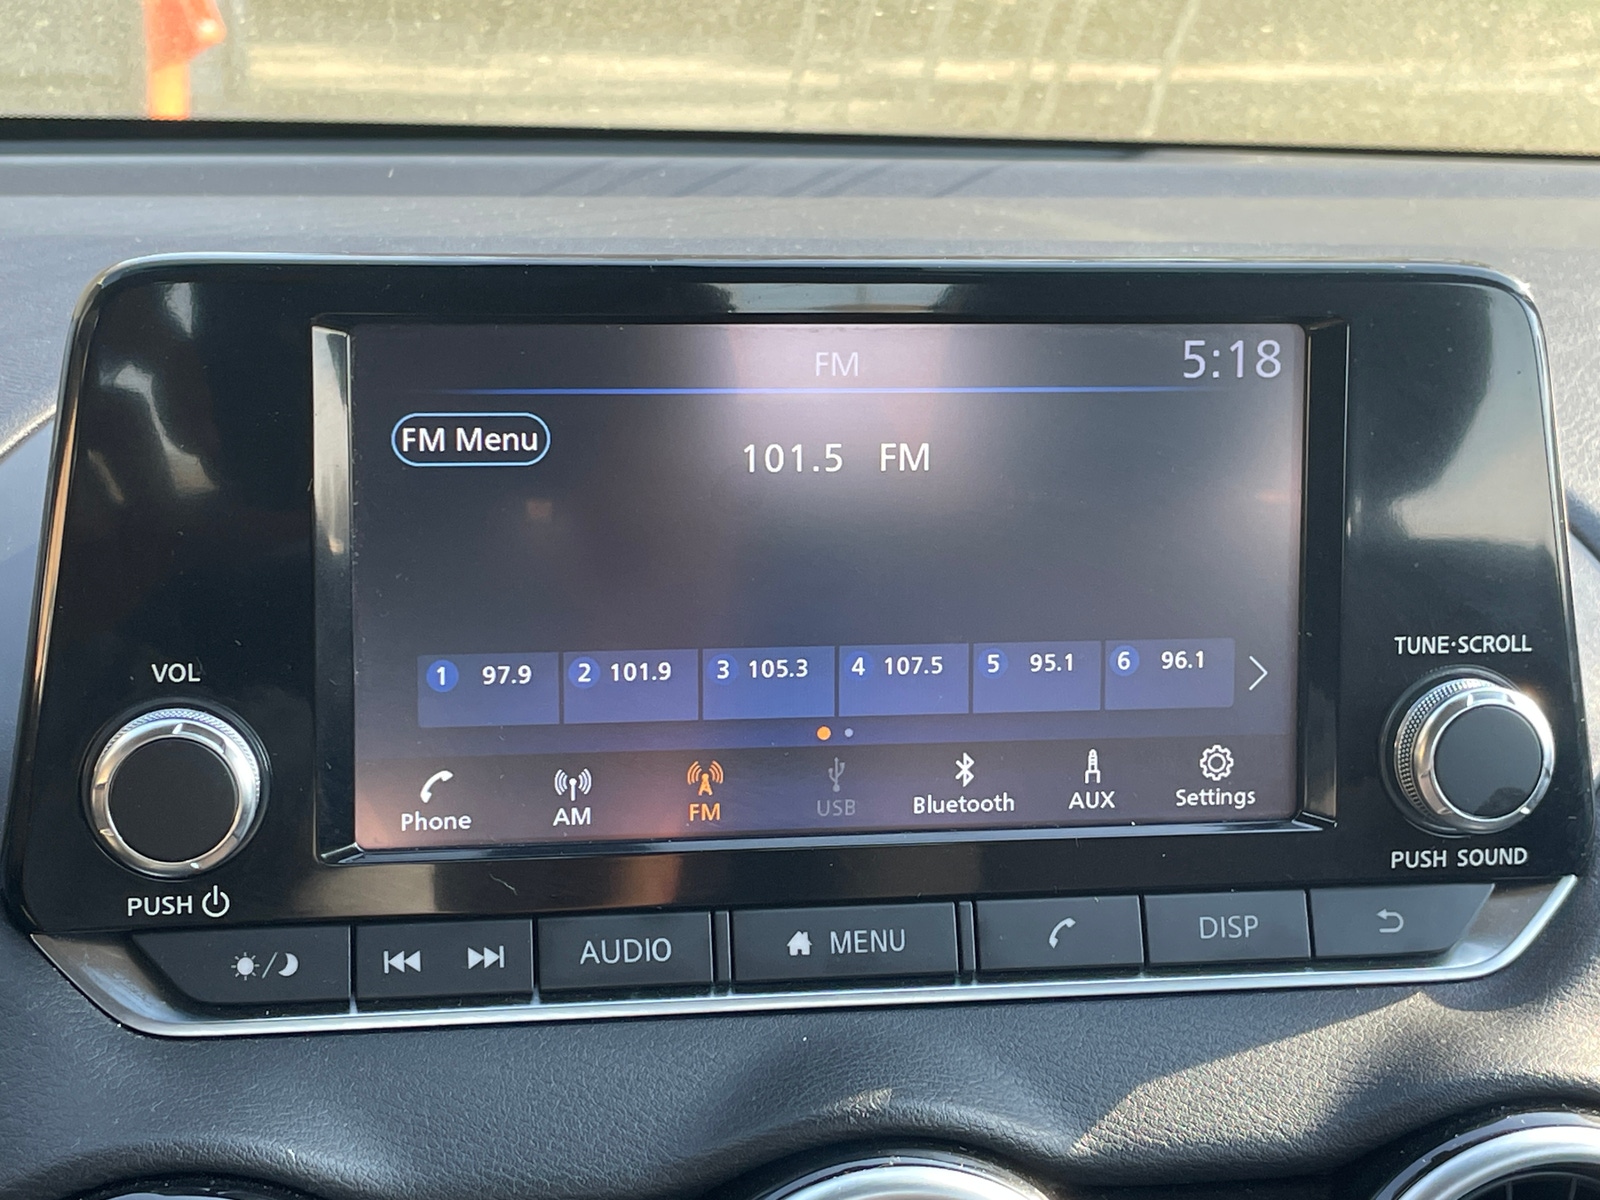 FM 5:18
FM Menu
101.5 FM
1 97.9 2 101.9 3 105.3 4 107.5 5 95.1 6 96.1
Phone AM FM USB Bluetooth AUX Settings
VOL
PUSH
TUNE·SCROLL
PUSH SOUND
AUDIO MENU DISP